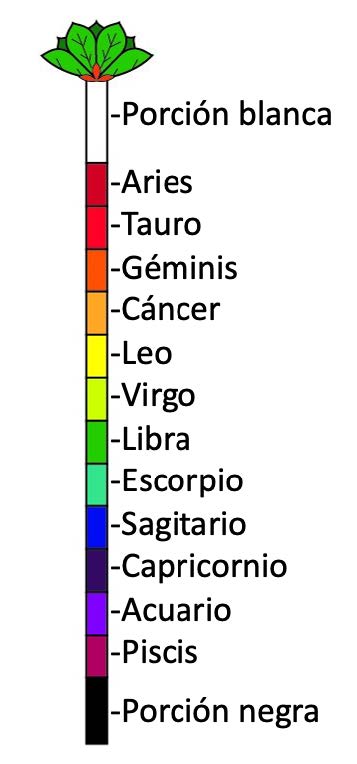 -Porción blanca
-Aries
-Tauro
-Géminis
-Cáncer
-Leo
-Virgo
-Libra
-Escorpio
-Sagitario
-Capricornio
-Acuario
-Piscis
-Porción negra